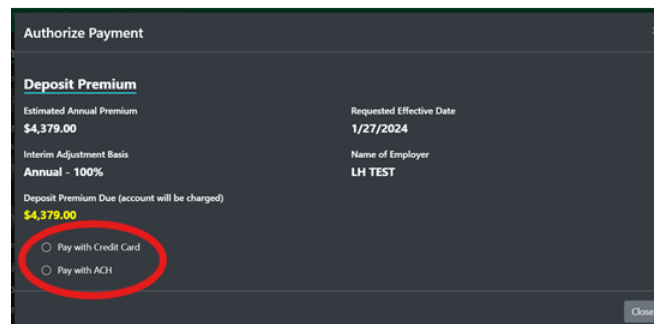 Authorize Payment
Deposit Premium
Estimated Annual Premium
$4,379.00
Requested Effective Date
1/27/2024
Interim Adjustment Basis
Annual - 100%
Name of Employer
LH TEST
Deposit Premium Due (account will be charged)
$4,379.00
Pay with Credit Card
Pay with ACH
Close